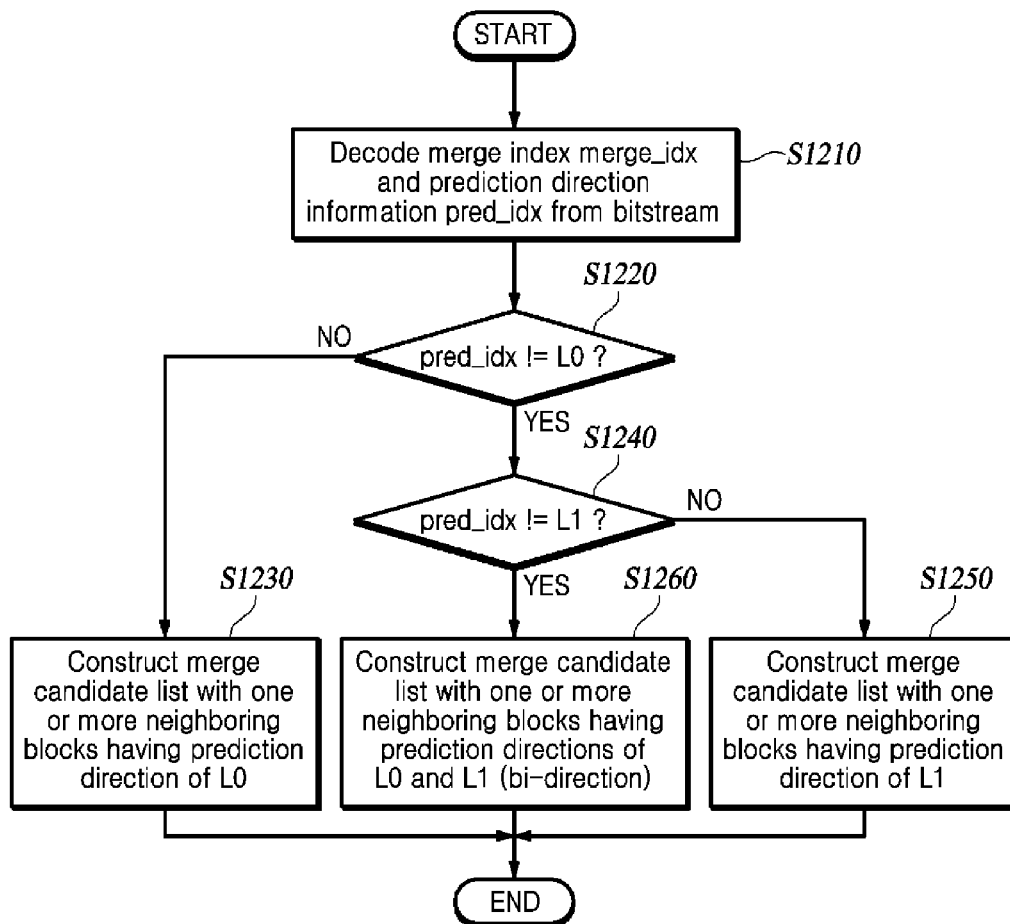 START
Decode merge index merge_idx
and prediction direction
information pred_idx from bitstream
S1210
S1220
pred_idx != L0 ?
NO
YES
S1240
pred_idx != L1 ?
NO
YES
S1230
Construct merge
candidate list with one
or more neighboring
blocks having prediction
direction of L0
S1260
Construct merge candidate
list with one or more
neighboring blocks having
prediction directions of
L0 and L1 (bi-direction)
S1250
Construct merge
candidate list with one
or more neighboring
blocks having prediction
direction of L1
END